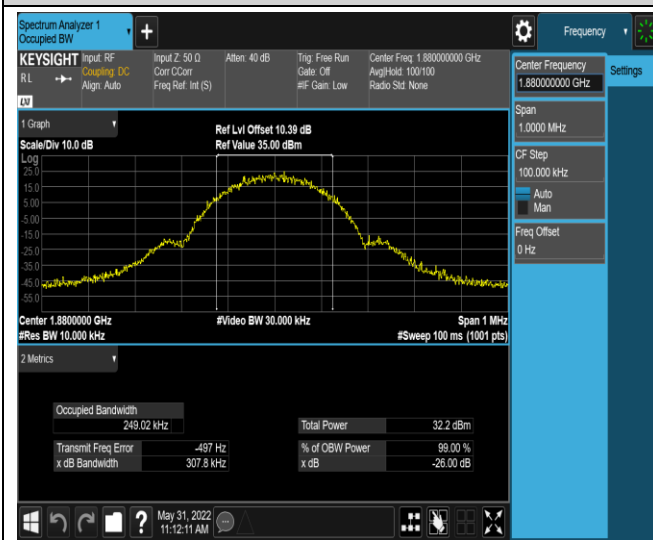 Spectrum Analyzer 1
Occupied BW
+
KEYSIGHT
RL
LXI
Input: RF
Coupling: DC
Align: Auto
Input Z: 50 Ω
Corr CCorr
Freq Ref: Int (S)
Atten: 40 dB
Trig: Free Run
Gate: Off
#IF Gain: Low
Center Freq: 1.880000000 GHz
Avg|Hold: 100/100
Radio Std: None
1 Graph
Scale/Div 10.0 dB
Ref Lvl Offset 10.39 dB
Ref Value 35.00 dBm
Log
25.0
15.0
5.00
-5.00
-15.0
-25.0
-35.0
-45.0
-55.0
Center 1.8800000 GHz
#Res BW 10.000 kHz
#Video BW 30.000 kHz
Span 1 MHz
#Sweep 100 ms (1001 pts)
2 Metrics
Occupied Bandwidth
249.02 kHz
Total Power 32.2 dBm
Transmit Freq Error -497 Hz
% of OBW Power 99.00 %
x dB Bandwidth 307.8 kHz
x dB -26.00 dB
?
May 31, 2022
11:12:11 AM
Frequency
Settings
Center Frequency
1.880000000 GHz
Span
1.0000 MHz
CF Step
100.000 kHz
Auto
Man
Freq Offset
0 Hz